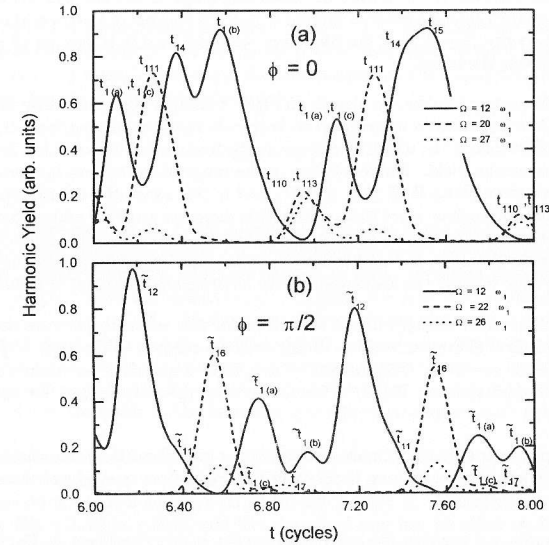 Harmonic Yield (arb. units)
1.0
0.8
0.6
0.4
0.2
0.0
(a)
ϕ = 0
t1(a) , t1(c)
t111
t14
t1(b)
t110 , t113
t1(a) , t1(c)
t111
t14
t15
t110 , t113
Ω = 12 ω1
Ω = 20 ω1
Ω = 27 ω1
1.0
0.8
0.6
0.4
0.2
0.0
(b)
ϕ = π/2
t̃12
t̃11
t̃16
t̃1(a)
t̃1(b)
t̃1(c)
t̃17
t̃12
t̃11
t̃16
t̃1(a)
t̃1(b)
t̃1(c)
t̃17
Ω = 12 ω1
Ω = 22 ω1
Ω = 26 ω1
6.00 6.40 6.80 7.20 7.60 8.00
t (cycles)